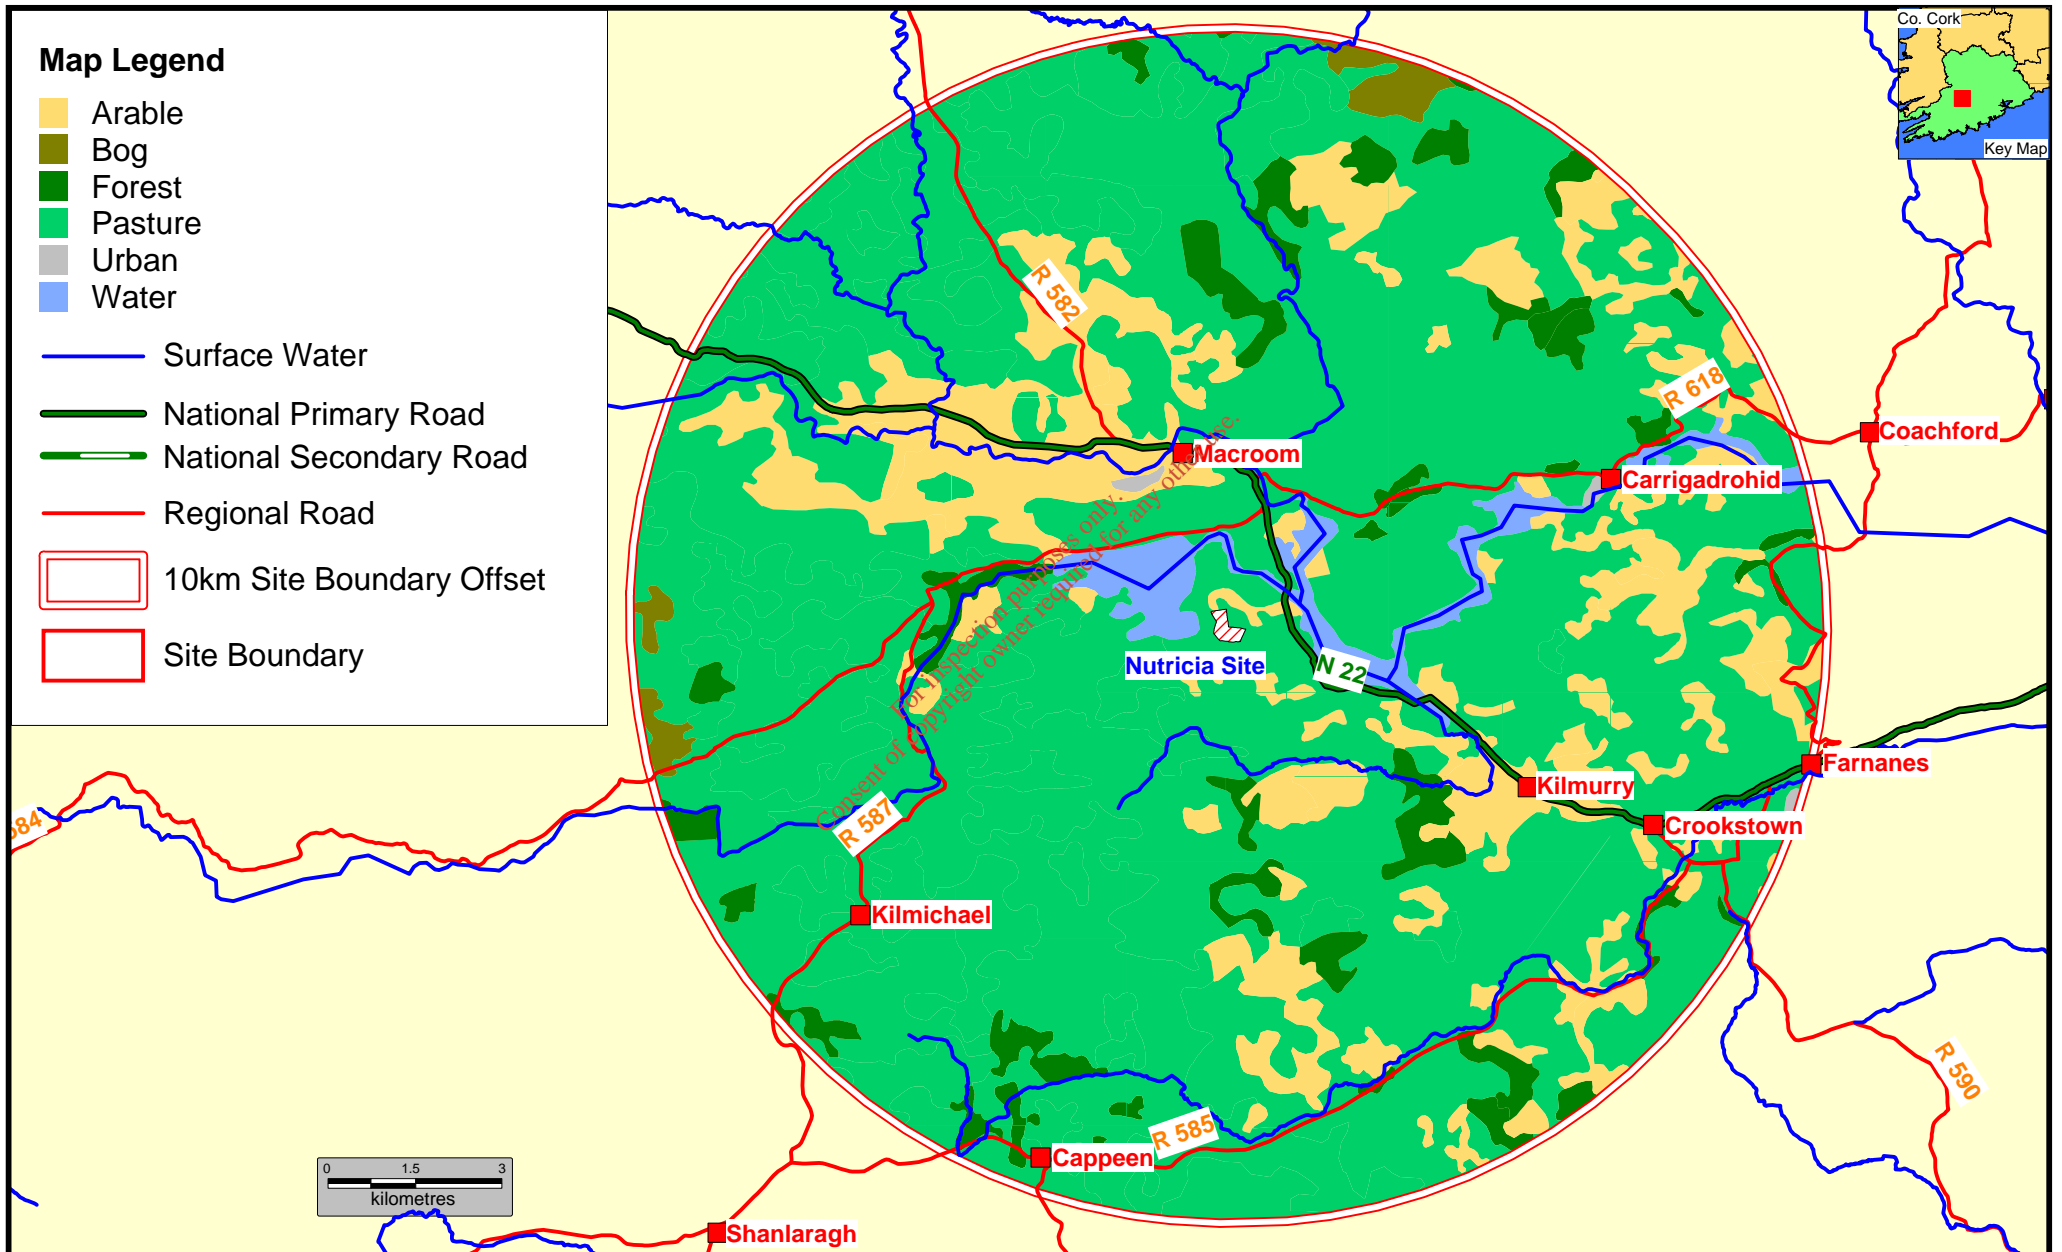 Map Legend
Arable
Bog
Forest
Pasture
Urban
Water
Surface Water
National Primary Road
National Secondary Road
Regional Road
10km Site Boundary Offset
Site Boundary
Co. Cork
Key Map
R 582
R 618
Coachford
Macroom
Carrigadrohid
Nutricia Site
N 22
Farnanes
Kilmurry
Crookstown
584
R 587
Kilmichael
R 590
R 585
Cappeen
Shanlaragh
0 1.5 3
kilometres
For inspection purposes only.
Consent of copyright owner required for any other use.